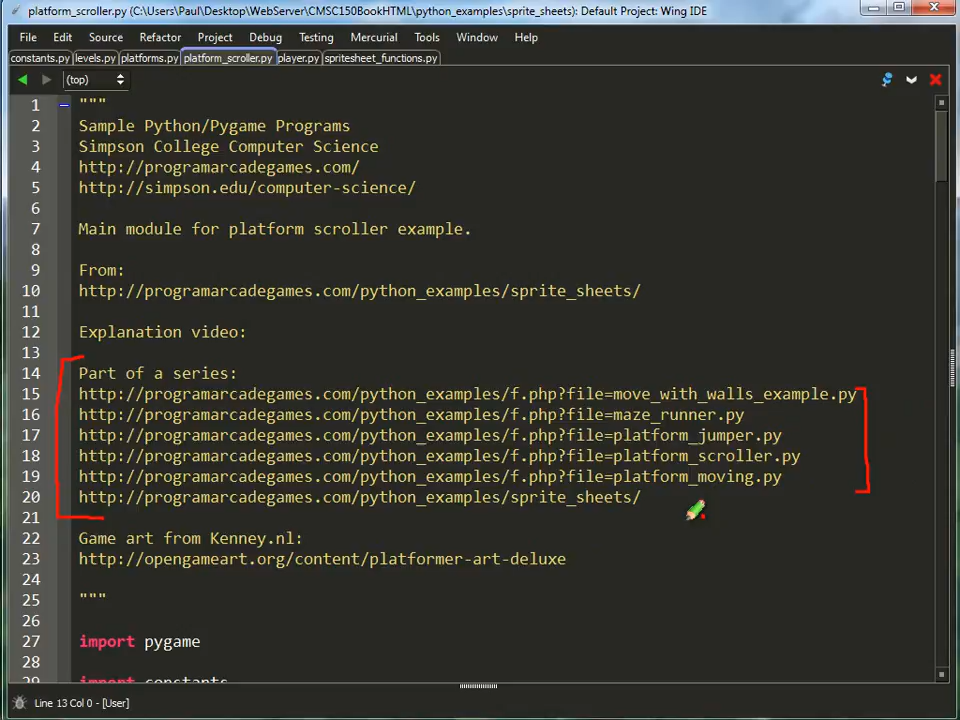 platform_scroller.py (C:\Users\Paul\Desktop\WebServer\CMSC150BookHTML\python_examples\sprite_sheets): Default Project: Wing IDE
File Edit Source Refactor Project Debug Testing Mercurial Tools Window Help
constants.py levels.py platforms.py platform_scroller.py player.py spritesheet_functions.py
(top)
1 """
2 Sample Python/Pygame Programs
3 Simpson College Computer Science
4 http://programarcadegames.com/
5 http://simpson.edu/computer-science/
6
7 Main module for platform scroller example.
8
9 From:
10 http://programarcadegames.com/python_examples/sprite_sheets/
11
12 Explanation video:
13
14 Part of a series:
15 http://programarcadegames.com/python_examples/f.php?file=move_with_walls_example.py
16 http://programarcadegames.com/python_examples/f.php?file=maze_runner.py
17 http://programarcadegames.com/python_examples/f.php?file=platform_jumper.py
18 http://programarcadegames.com/python_examples/f.php?file=platform_scroller.py
19 http://programarcadegames.com/python_examples/f.php?file=platform_moving.py
20 http://programarcadegames.com/python_examples/sprite_sheets/
21
22 Game art from Kenney.nl:
23 http://opengameart.org/content/platformer-art-deluxe
24
25 """
26
27 import pygame
28
29 import constants
Line 13 Col 0 - [User]